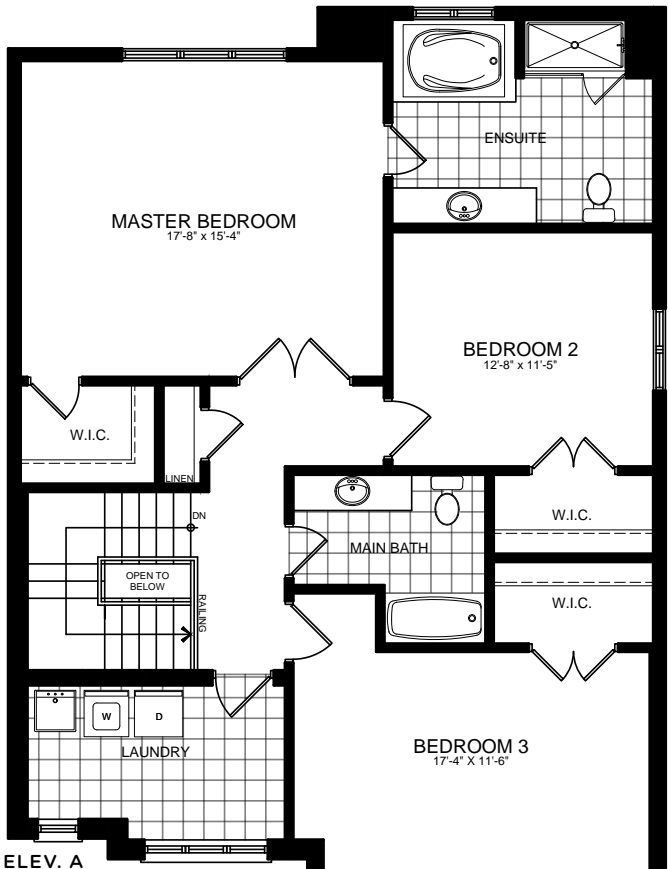 ENSUITE
MASTER BEDROOM
17'-8" x 15'-4"
BEDROOM 2
12'-8" x 11'-5"
W.I.C.
LINEN
DN
W.I.C.
MAIN BATH
OPEN TO
BELOW
RAILING
W.I.C.
W
D
LAUNDRY
BEDROOM 3
17'-4" X 11'-6"
ELEV. A